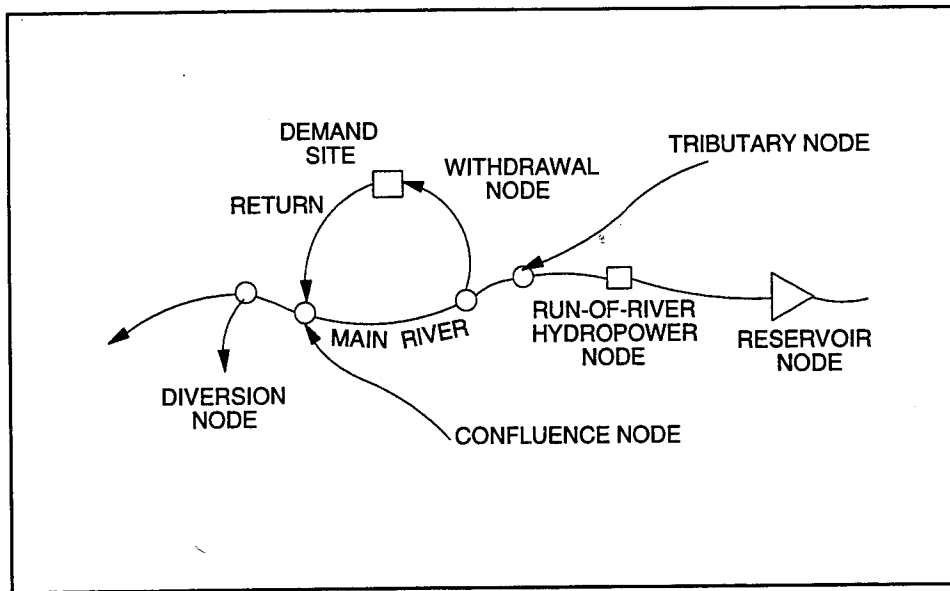 DEMAND
SITE
WITHDRAWAL
NODE
TRIBUTARY NODE
RETURN
MAIN RIVER
RUN-OF-RIVER
HYDROPOWER
NODE
RESERVOIR
NODE
DIVERSION
NODE
CONFLUENCE NODE